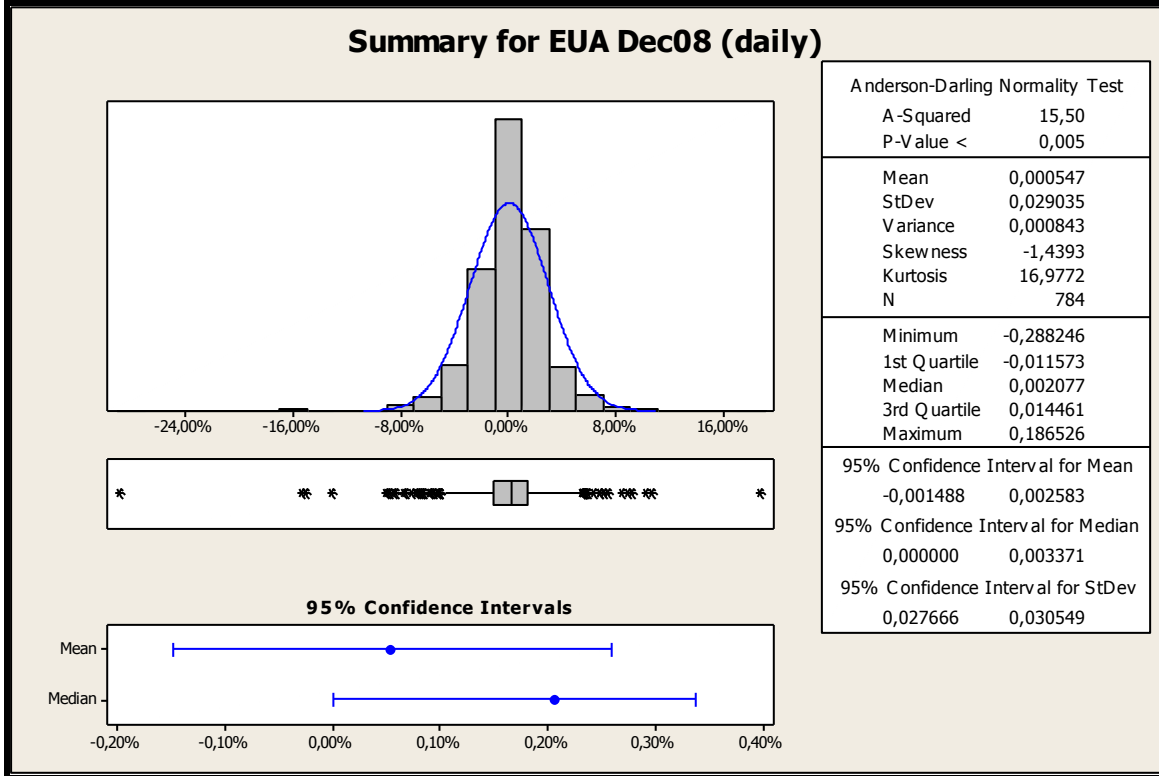 Summary for EUA Dec08 (daily)
-24,00% -16,00% -8,00% 0,00% 8,00% 16,00%
95% Confidence Intervals
Mean
Median
-0,20% -0,10% 0,00% 0,10% 0,20% 0,30% 0,40%
Anderson-Darling Normality Test
A-Squared 15,50
P-Value < 0,005
Mean 0,000547
StDev 0,029035
Variance 0,000843
Skewness -1,4393
Kurtosis 16,9772
N 784
Minimum -0,288246
1st Quartile -0,011573
Median 0,002077
3rd Quartile 0,014461
Maximum 0,186526
95% Confidence Interval for Mean
-0,001488 0,002583
95% Confidence Interval for Median
0,000000 0,003371
95% Confidence Interval for StDev
0,027666 0,030549